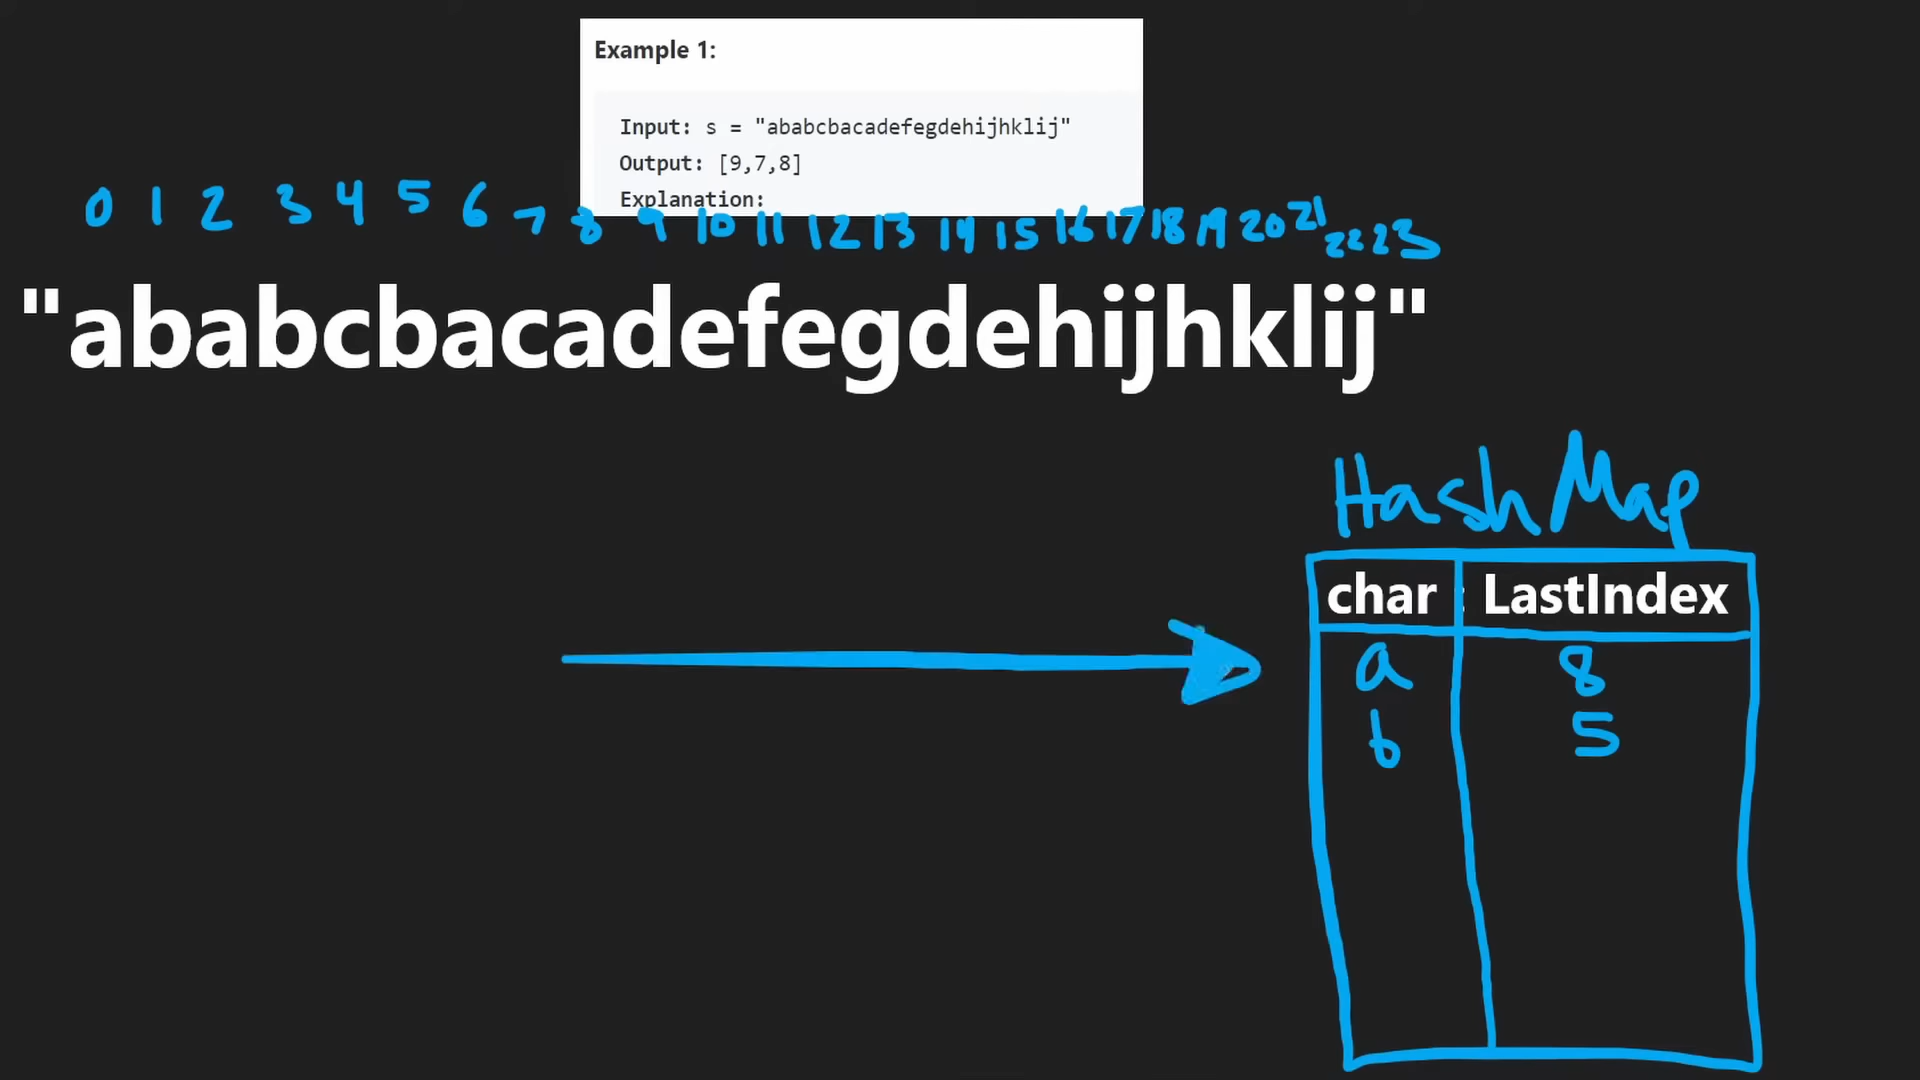 Example 1:
Input: s = "ababcbacadefegdehijhklij"
Output: [9,7,8]
Explanation:
0 1 2 3 4 5 6 7 8 9 10 11 12 13 14 15 16 17 18 19 20 21 22 23
"ababcbacadefegdehijhklij"
HashMap
char : LastIndex
a 8
b 5